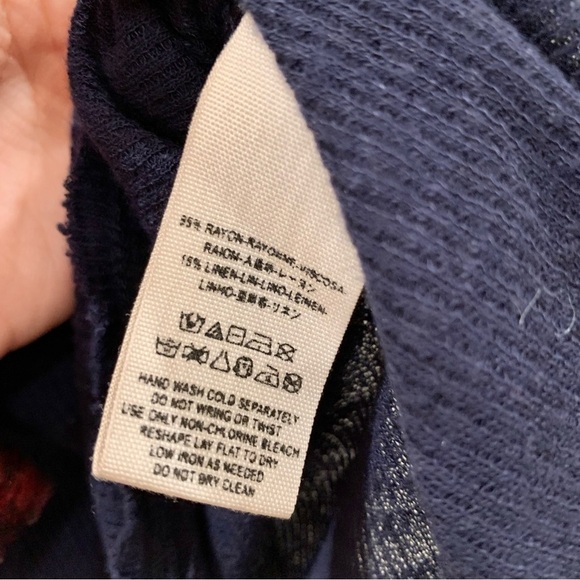 RAYON-RAYONNE-VISCOSA
RAION-人造棉-レーヨン
15% LINEN-LIN-LINO-LEINEN-
LINHO-亚麻布-リネン
HAND WASH COLD SEPARATELY
DO NOT WRING OR TWIST
USE ONLY NON-CHLORINE BLEACH
RESHAPE LAY FLAT TO DRY
LOW IRON AS NEEDED
DO NOT DRY CLEAN